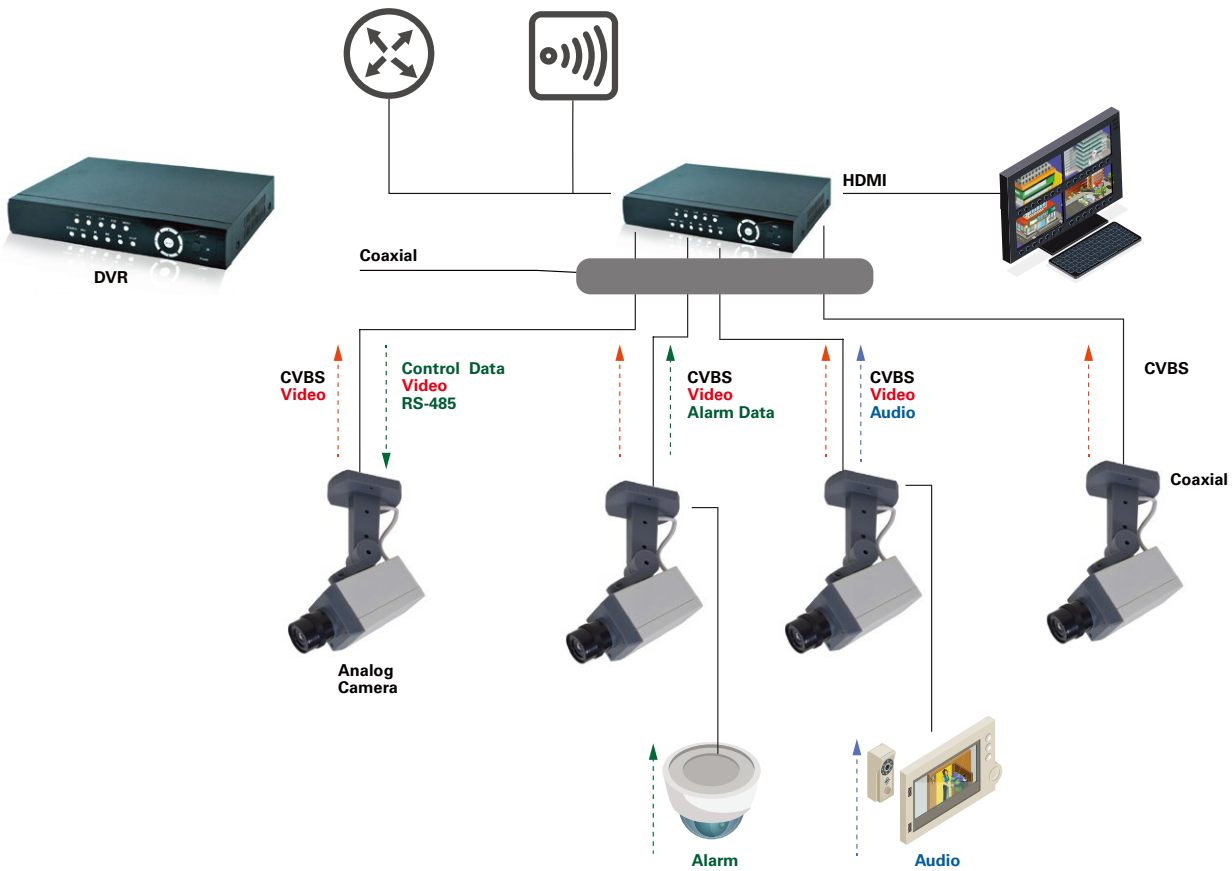 HDMI
Coaxial
DVR
CVBS
Video
Control Data
Video
RS-485
CVBS
Video
Alarm Data
CVBS
Video
Audio
CVBS
Coaxial
Analog
Camera
Alarm
Audio